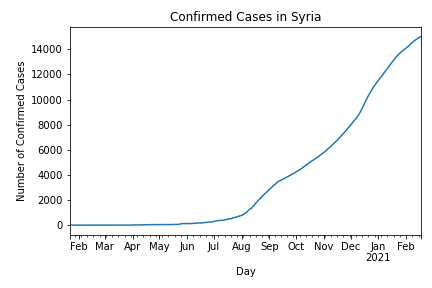 Confirmed Cases in Syria
Number of Confirmed Cases
14000
12000
10000
8000
6000
4000
2000
0
Feb Mar Apr May Jun Jul Aug Sep Oct Nov Dec Jan Feb
2021
Day